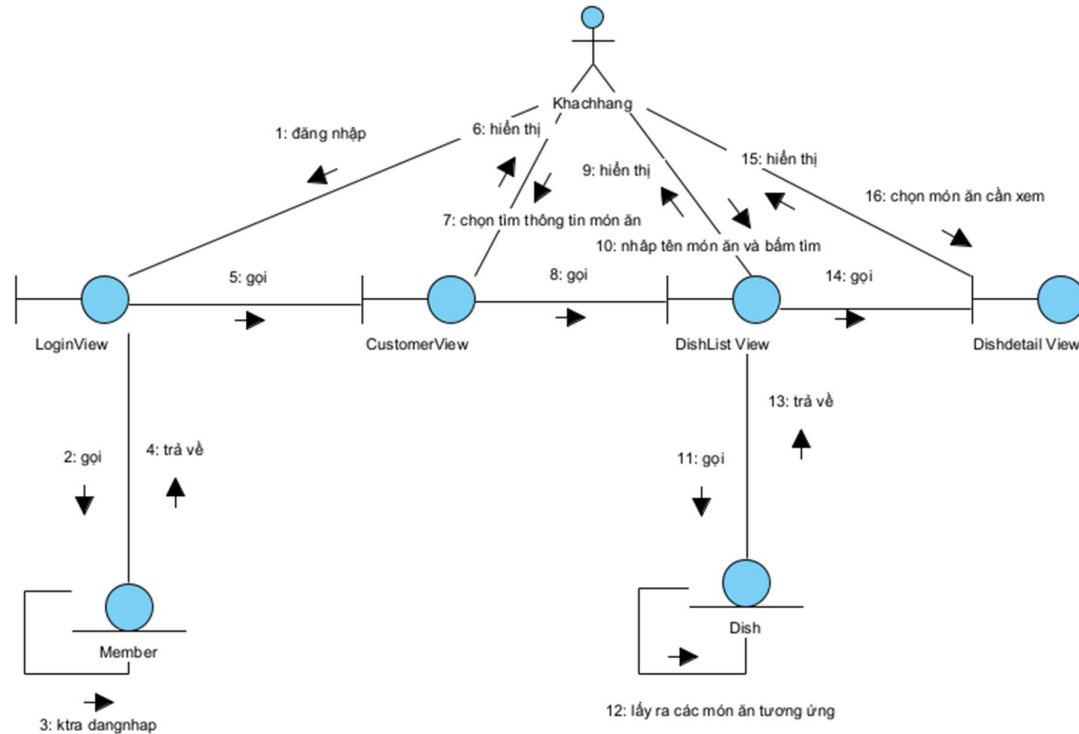 Khachhang
1: đăng nhập
6: hiển thị
15: hiển thị
9: hiển thị
16: chọn món ăn cần xem
7: chọn tìm thông tin món ăn
10: nhâp tên món ăn và bấm tìm
5: gọi
8: gọi
14: gọi
LoginView
CustomerView
DishList View
Dishdetail View
13: trả về
2: gọi
4: trả về
11: gọi
Dish
Member
12: lấy ra các món ăn tương ứng
3: ktra dangnhap